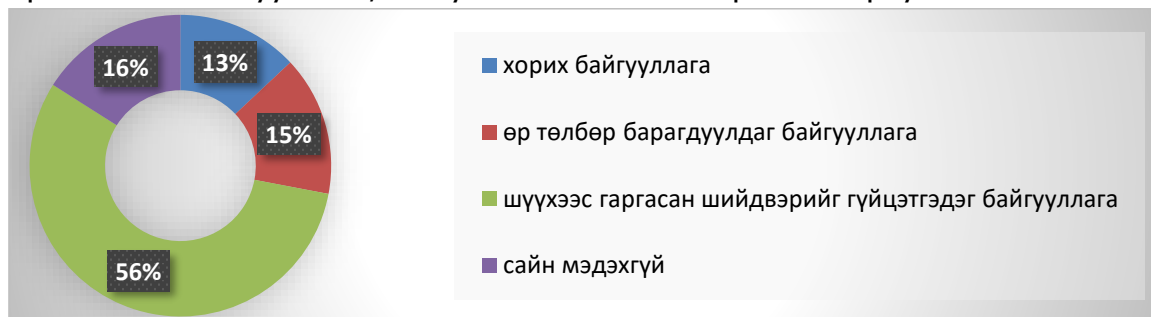 16%
13%
15%
56%
хорих байгууллага
өр төлбөр барагдуулдаг байгууллага
шүүхээс гаргасан шийдвэрийг гүйцэтгэдэг байгууллага
сайн мэдэхгүй